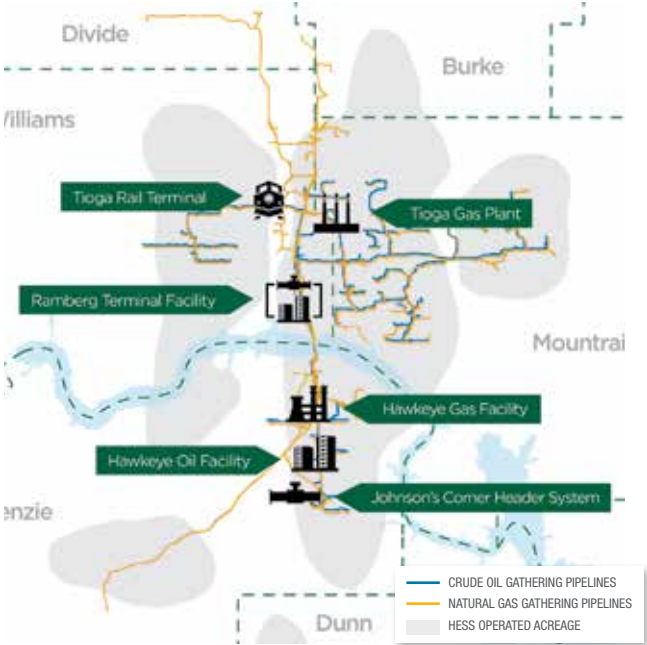 Divide
Burke
Williams
Tioga Rail Terminal
Tioga Gas Plant
Ramberg Terminal Facility
Mountrai
Hawkeye Gas Facility
Hawkeye Oil Facility
Johnson's Corner Header System
enzie
CRUDE OIL GATHERING PIPELINES
NATURAL GAS GATHERING PIPELINES
HESS OPERATED ACREAGE
Dunn